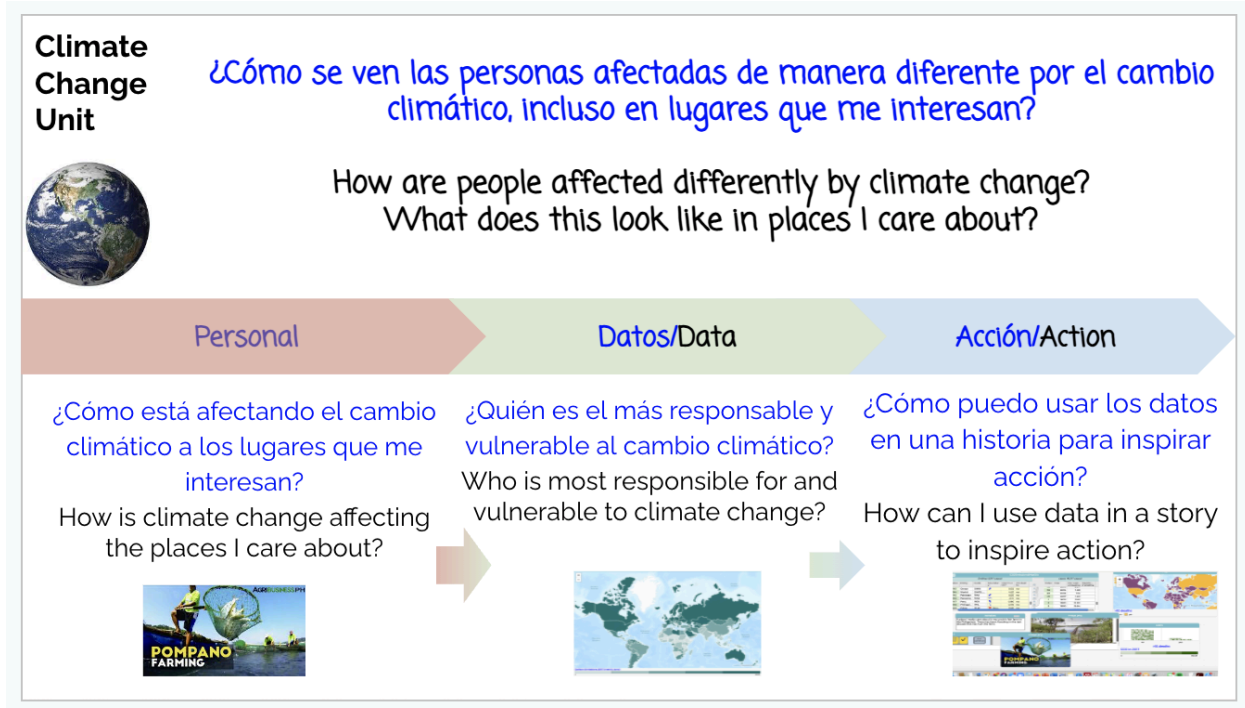 Climate
Change
Unit
¿Cómo se ven las personas afectadas de manera diferente por el cambio
climático, incluso en lugares que me interesan?
How are people affected differently by climate change?
What does this look like in places I care about?
Personal
Datos/Data
Acción/Action
¿Cómo está afectando el cambio
climático a los lugares que me
interesan?
How is climate change affecting
the places I care about?
AGRIBUSINESSPH
POMPANO
FARMING
¿Quién es el más responsable y
vulnerable al cambio climático?
Who is most responsible for and
vulnerable to climate change?
¿Cómo puedo usar los datos
en una historia para inspirar
acción?
How can I use data in a story
to inspire action?
POMPANO
FARMING